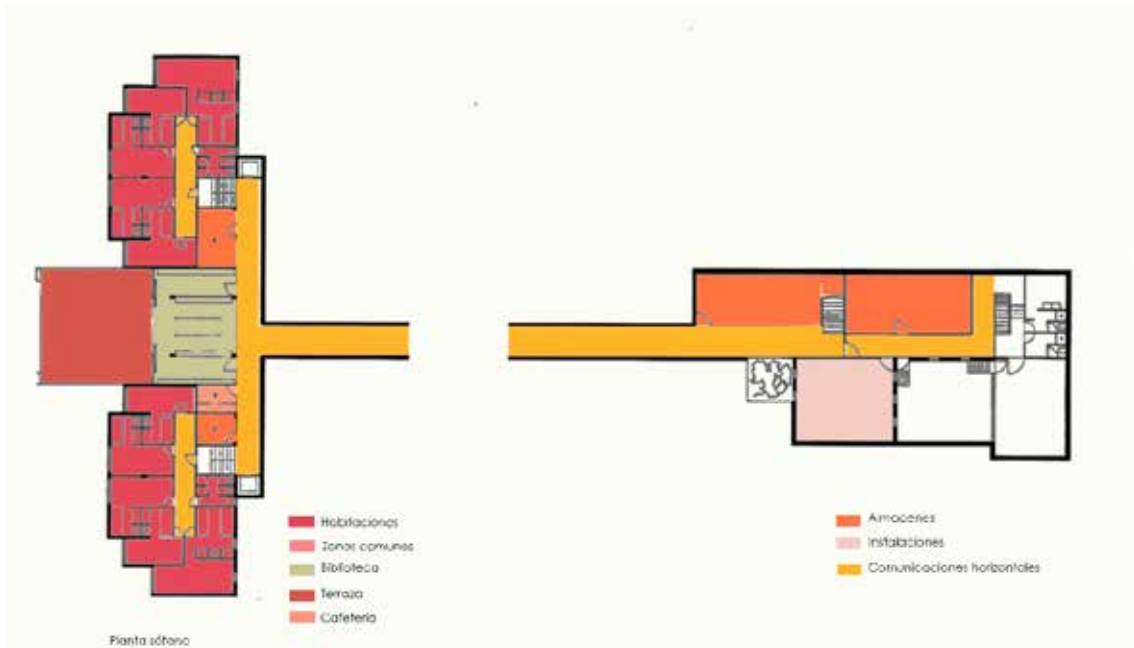 Habitaciones
Zonas comunes
Biblioteca
Terraza
Cafetería
Almacenes
Instalaciones
Comunicaciones horizontales
Planta sótano